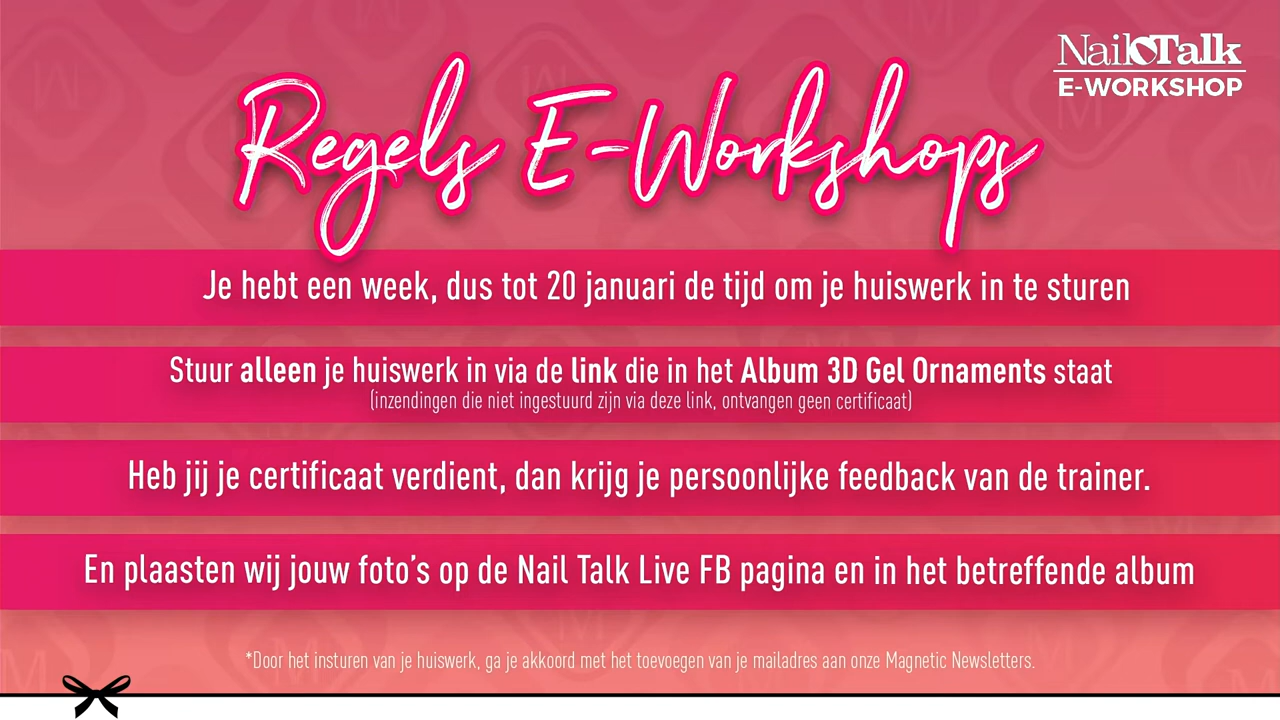 Nail Talk
E-WORKSHOP
Regels E-Workshops
Je hebt een week, dus tot 20 januari de tijd om je huiswerk in te sturen
Stuur alleen je huiswerk in via de link die in het Album 3D Gel Ornaments staat
(inzendingen die niet ingestuurd zijn via deze link, ontvangen geen certificaat)
Heb jij je certificaat verdient, dan krijg je persoonlijke feedback van de trainer.
En plaasten wij jouw foto's op de Nail Talk Live FB pagina en in het betreffende album
*Door het insturen van je huiswerk, ga je akkoord met het toevoegen van je mailadres aan onze Magnetic Newsletters.